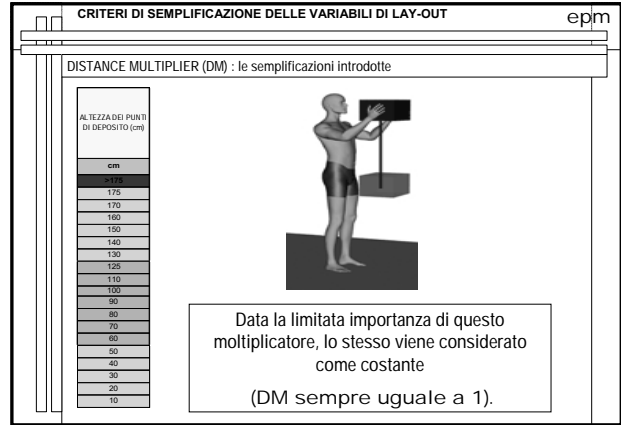 CRITERI DI SEMPLIFICAZIONE DELLE VARIABILI DI LAY-OUT
epm
DISTANCE MULTIPLIER (DM) : le semplificazioni introdotte
ALTEZZA DEI PUNTI
DI DEPOSITO (cm)
cm
>175
175
170
160
150
140
130
125
110
100
90
80
70
60
50
40
30
20
10
Data la limitata importanza di questo
moltiplicatore, lo stesso viene considerato
come costante
(DM sempre uguale a 1).